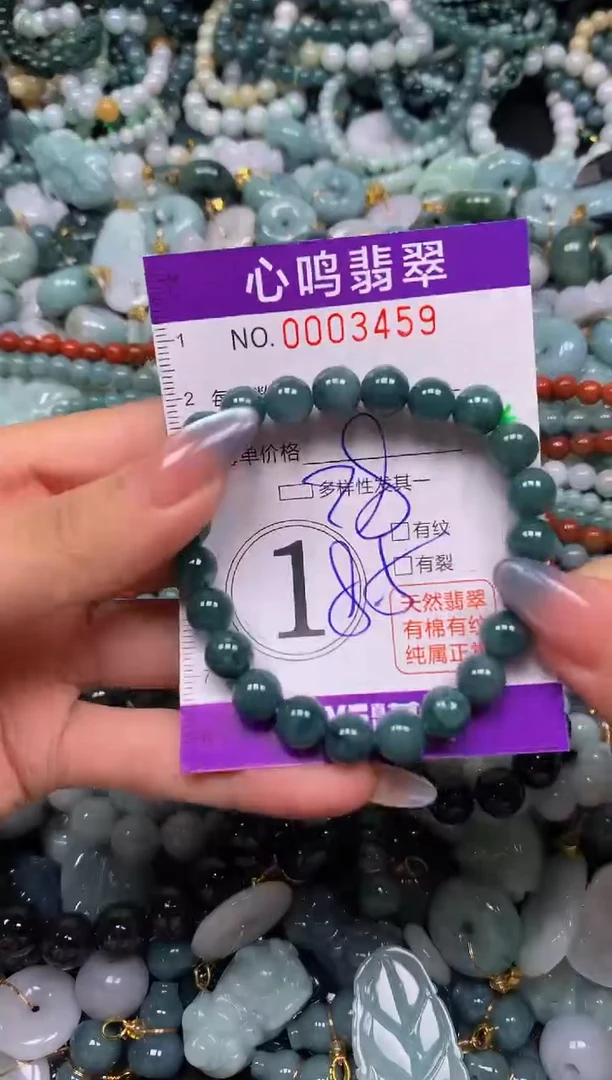 心鸣翡翠
NO.0003459
1
2
单价格
多样性发其一
有纹
1
有裂
天然翡翠
有棉有纹
纯属正
7